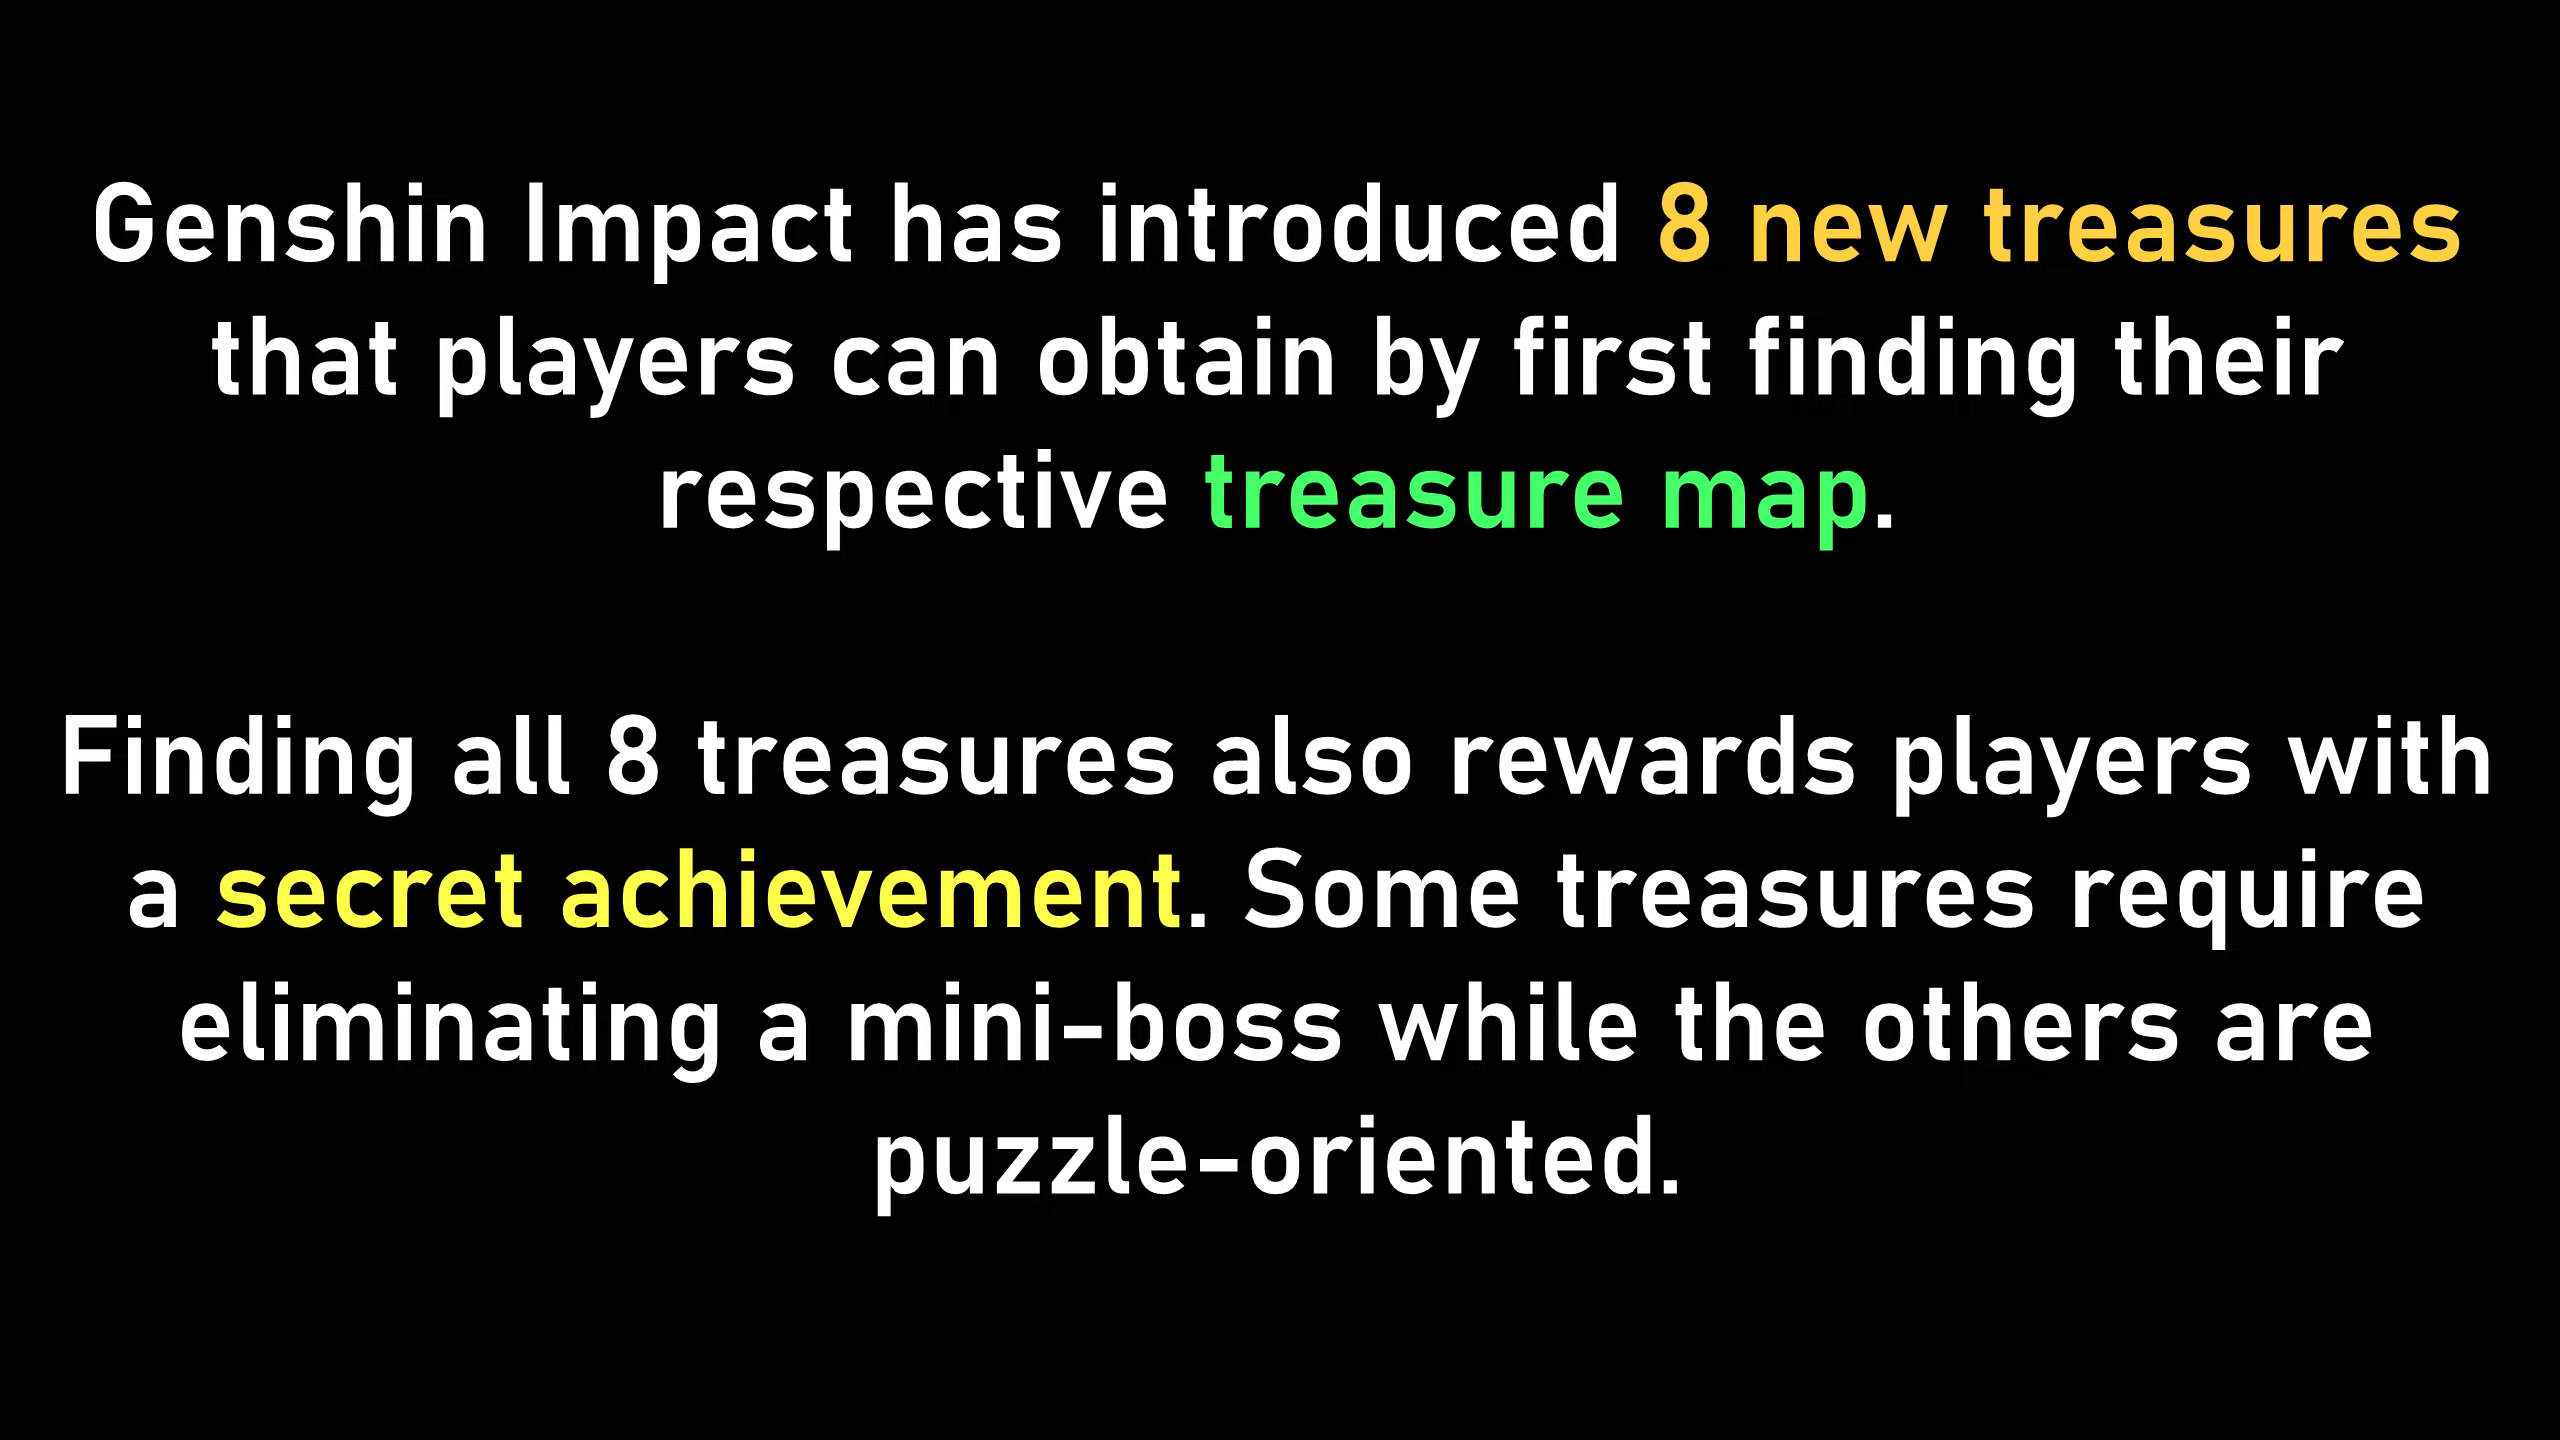 Genshin Impact has introduced 8 new treasures
that players can obtain by first finding their
respective treasure map.
Finding all 8 treasures also rewards players with
a secret achievement. Some treasures require
eliminating a mini-boss while the others are
puzzle-oriented.